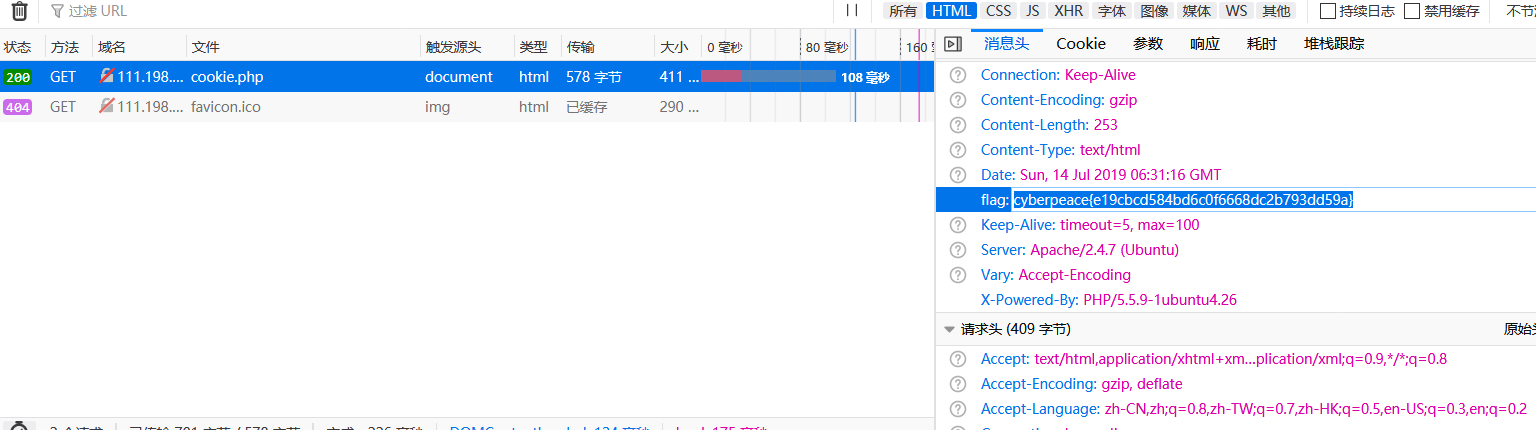 过滤 URL
所有 HTML CSS JS XHR 字体 图像 媒体 WS 其他 持续日志 禁用缓存
状态 方法 域名 文件 触发源头 类型 传输 大小 0 毫秒 80 毫秒 160
200 GET 111.198.... cookie.php document html 578 字节 411 ... 108 毫秒
404 GET 111.198.... favicon.ico img html 已缓存 290 ...
消息头 Cookie 参数 响应 耗时 堆栈跟踪
Connection: Keep-Alive
Content-Encoding: gzip
Content-Length: 253
Content-Type: text/html
Date: Sun, 14 Jul 2019 06:31:16 GMT
flag: cyberpeace{e19cbcd584bd6c0f6668dc2b793dd59a}
Keep-Alive: timeout=5, max=100
Server: Apache/2.4.7 (Ubuntu)
Vary: Accept-Encoding
X-Powered-By: PHP/5.5.9-1ubuntu4.26
请求头 (409 字节) 原始
Accept: text/html,application/xhtml+xm...plication/xml;q=0.9,*/*;q=0.8
Accept-Encoding: gzip, deflate
Accept-Language: zh-CN,zh;q=0.8,zh-TW;q=0.7,zh-HK;q=0.5,en-US;q=0.3,en;q=0.2